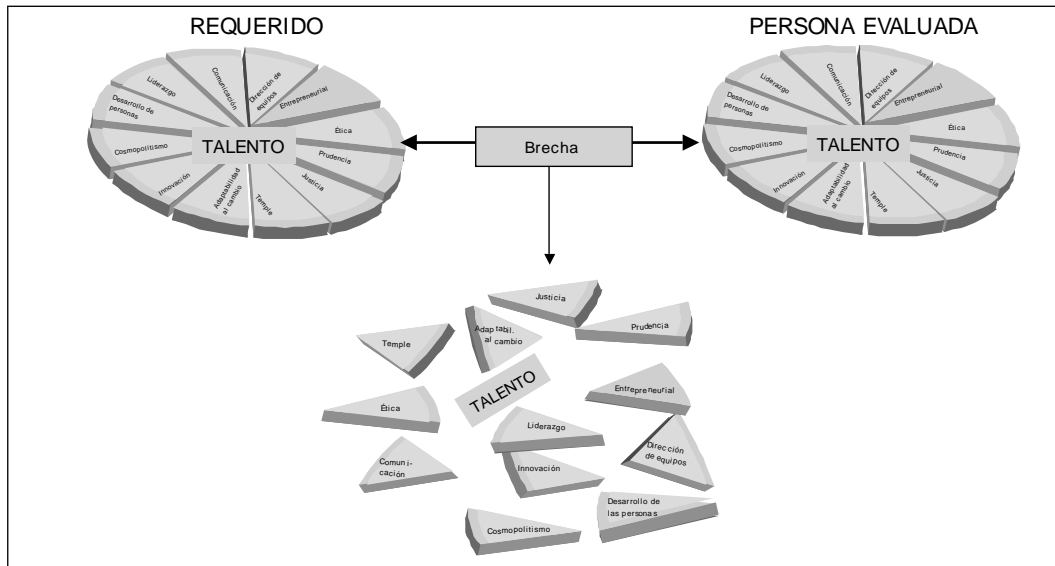 REQUERIDO
Liderazgo
Comunicación
Dirección de
equipos
Entrepreneurial
Desarrollo de
personas
Ética
Cosmopolitismo
TALENTO
Prudencia
Innovación
Adaptabilidad
al cambio
Temple
Justicia
Brecha
PERSONA EVALUADA
Liderazgo
Comunicación
Dirección de
equipos
Entrepreneurial
Desarrollo de
personas
Ética
Cosmopolitismo
TALENTO
Prudencia
Innovación
Adaptabilidad
al cambio
Temple
Justicia
Justicia
Temple
Adaptabil.
al cambio
Prudencia
TALENTO
Ética
Entrepreneurial
Liderazgo
Comuni-
cación
Innovación
Dirección
de equipos
Desarrollo de
las personas
Cosmopolitismo